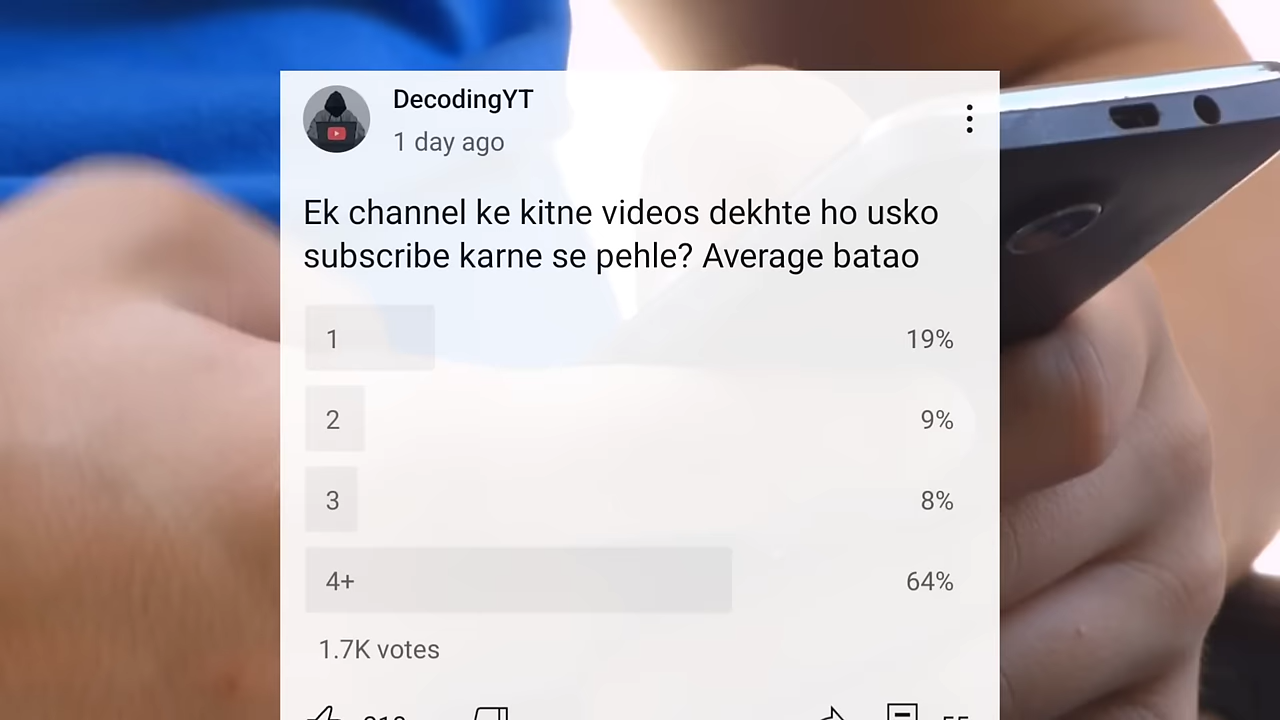 DecodingYT
1 day ago
Ek channel ke kitne videos dekhte ho usko
subscribe karne se pehle? Average batao
1 19%
2 9%
3 8%
4+ 64%
1.7K votes